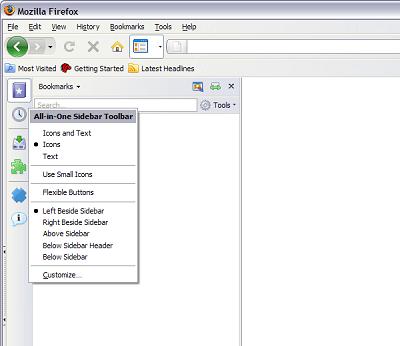 Mozilla Firefox
File Edit View History Bookmarks Tools Help
Most Visited Getting Started Latest Headlines
Bookmarks
Search...
Tools
All-in-One Sidebar Toolbar
Icons and Text
Icons
Text
Use Small Icons
Flexible Buttons
Left Beside Sidebar
Right Beside Sidebar
Above Sidebar
Below Sidebar Header
Below Sidebar
Customize...